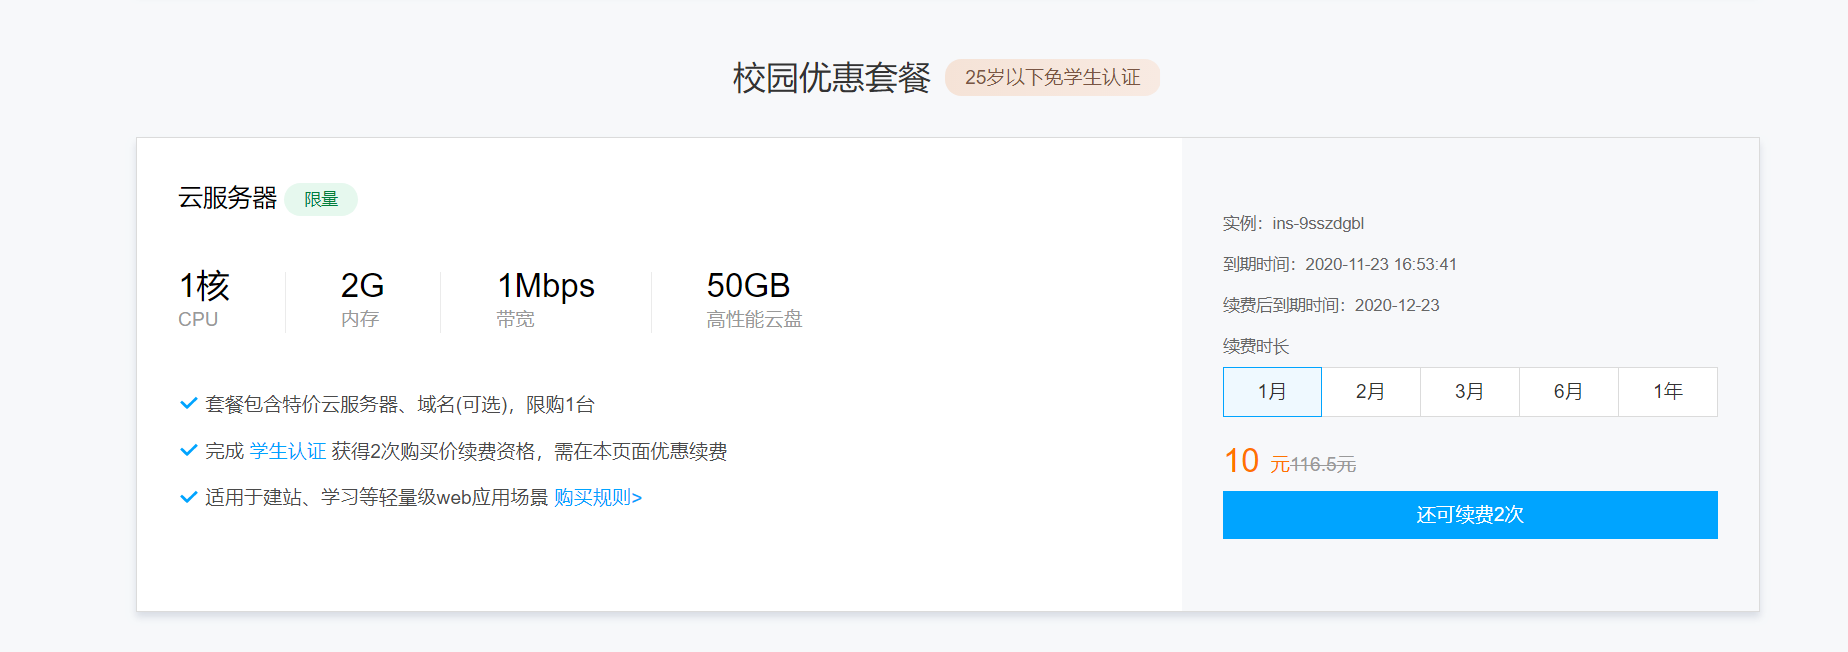 校园优惠套餐 25岁以下免学生认证
云服务器 限量
1核 2G 1Mbps 50GB
CPU 内存 带宽 高性能云盘
套餐包含特价云服务器、域名(可选)，限购1台
完成 学生认证 获得2次购买价续费资格，需在本页面优惠续费
适用于建站、学习等轻量级web应用场景 购买规则>
实例：ins-9sszdgbl
到期时间：2020-11-23 16:53:41
续费后到期时间：2020-12-23
续费时长
1月 2月 3月 6月 1年
10 元116.5元
还可续费2次